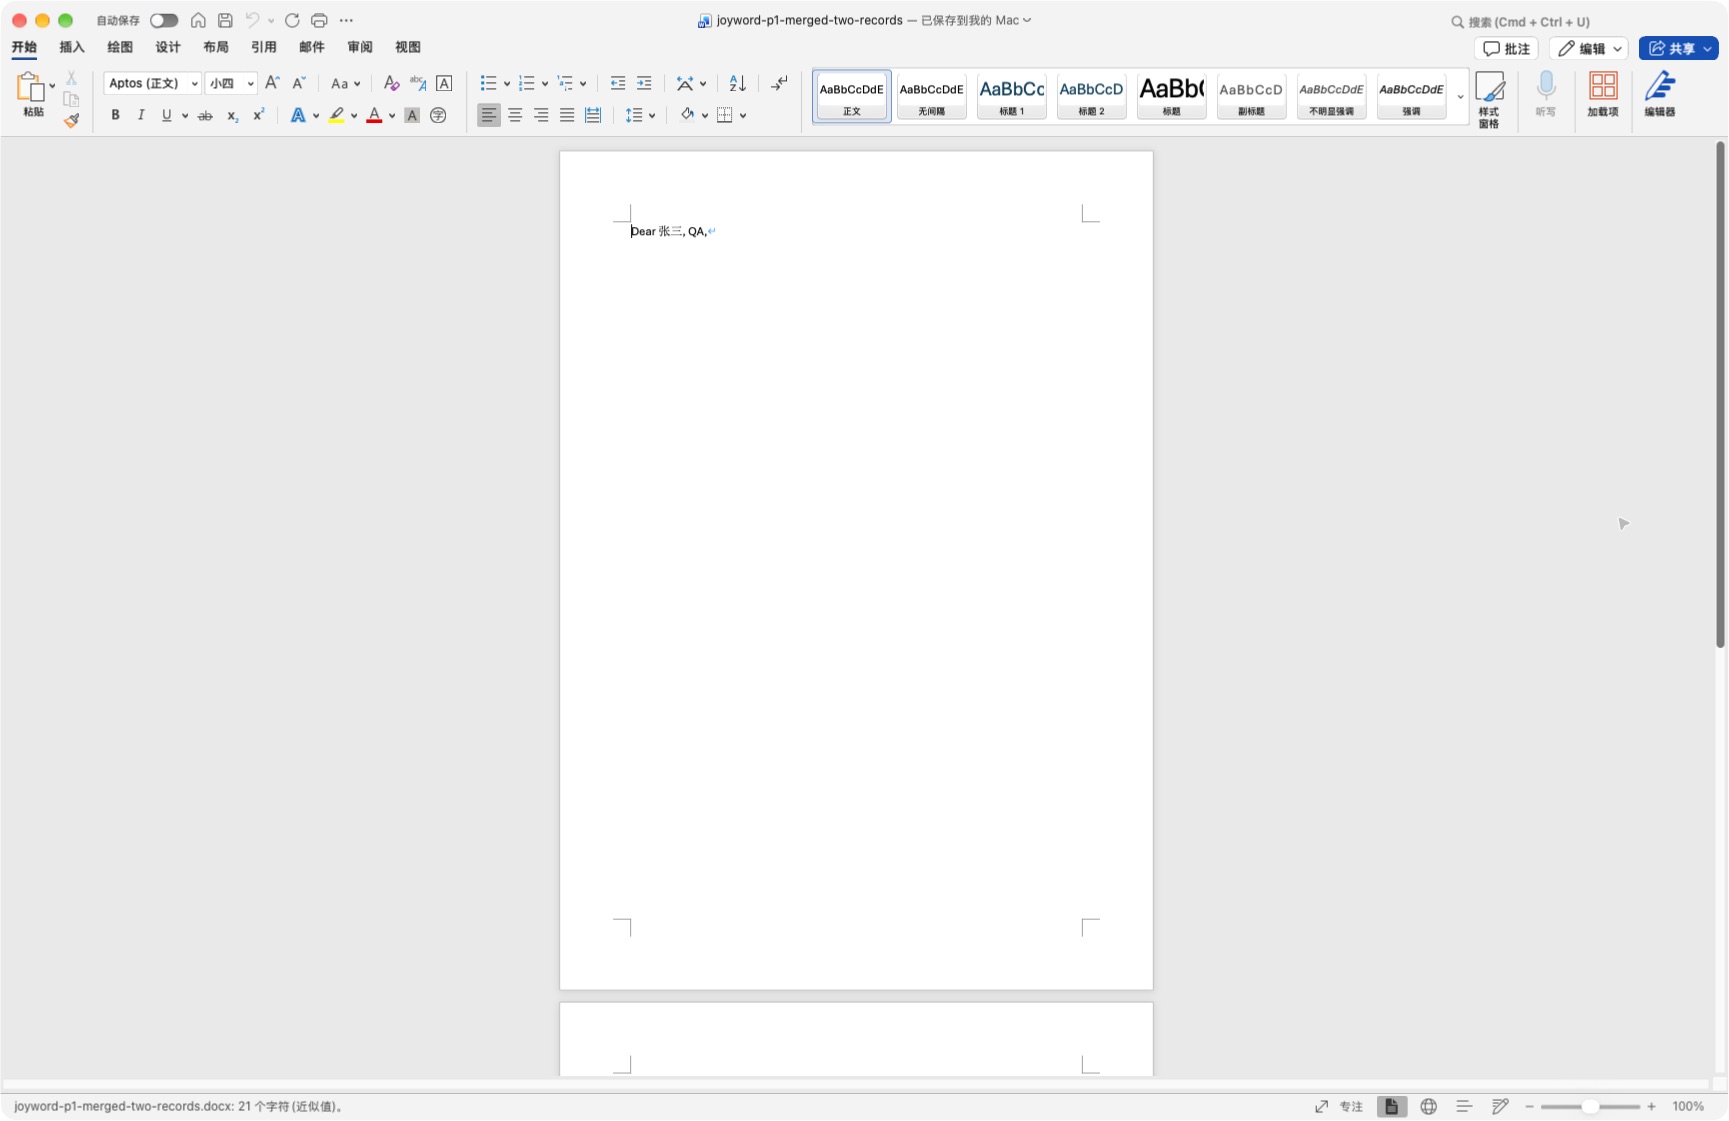 自动保存
joyword-p1-merged-two-records — 已保存到我的 Mac
搜索 (Cmd + Ctrl + U)
开始 插入 绘图 设计 布局 引用 邮件 审阅 视图
批注 编辑 共享
粘贴
Aptos (正文) 小四
AaBbCcDdE 正文
AaBbCcDdE 无间隔
AaBbCc 标题 1
AaBbCcD 标题 2
AaBb( 标题
AaBbCcD 副标题
AaBbCcDdE 不明显强调
AaBbCcDdE 强调
样式
窗格
听写
加载项
编辑器
Dear 张三, QA,
joyword-p1-merged-two-records.docx: 21 个字符(近似值)。
专注
100%